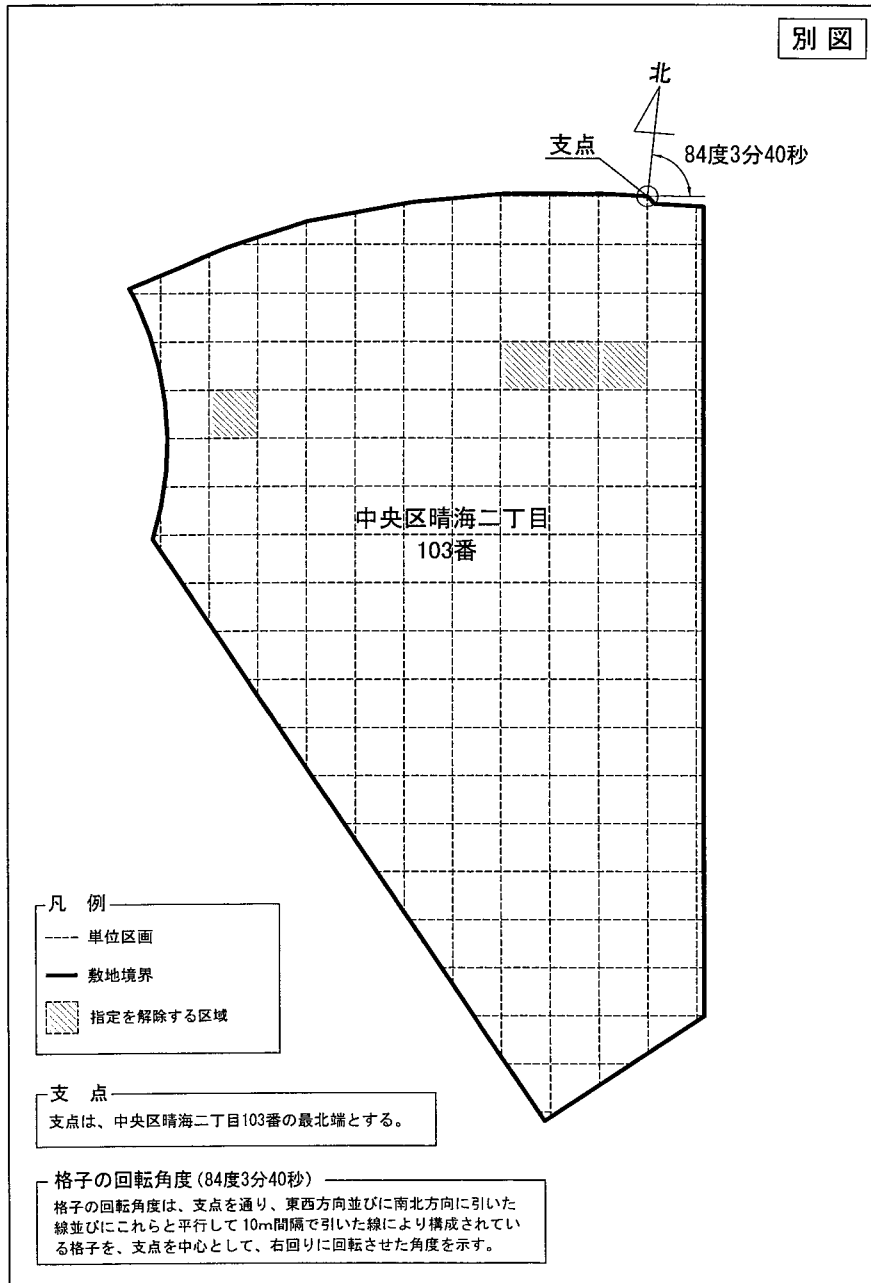 別図
北
支点
84度3分40秒
中央区晴海二丁目
103番
凡 例
単位区画
敷地境界
指定を解除する区域
支 点
支点は、中央区晴海二丁目103番の最北端とする。
格子の回転角度(84度3分40秒)
格子の回転角度は、支点を通り、東西方向並びに南北方向に引いた
線並びにこれらと平行して10m間隔で引いた線により構成されてい
る格子を、支点を中心として、右回りに回転させた角度を示す。